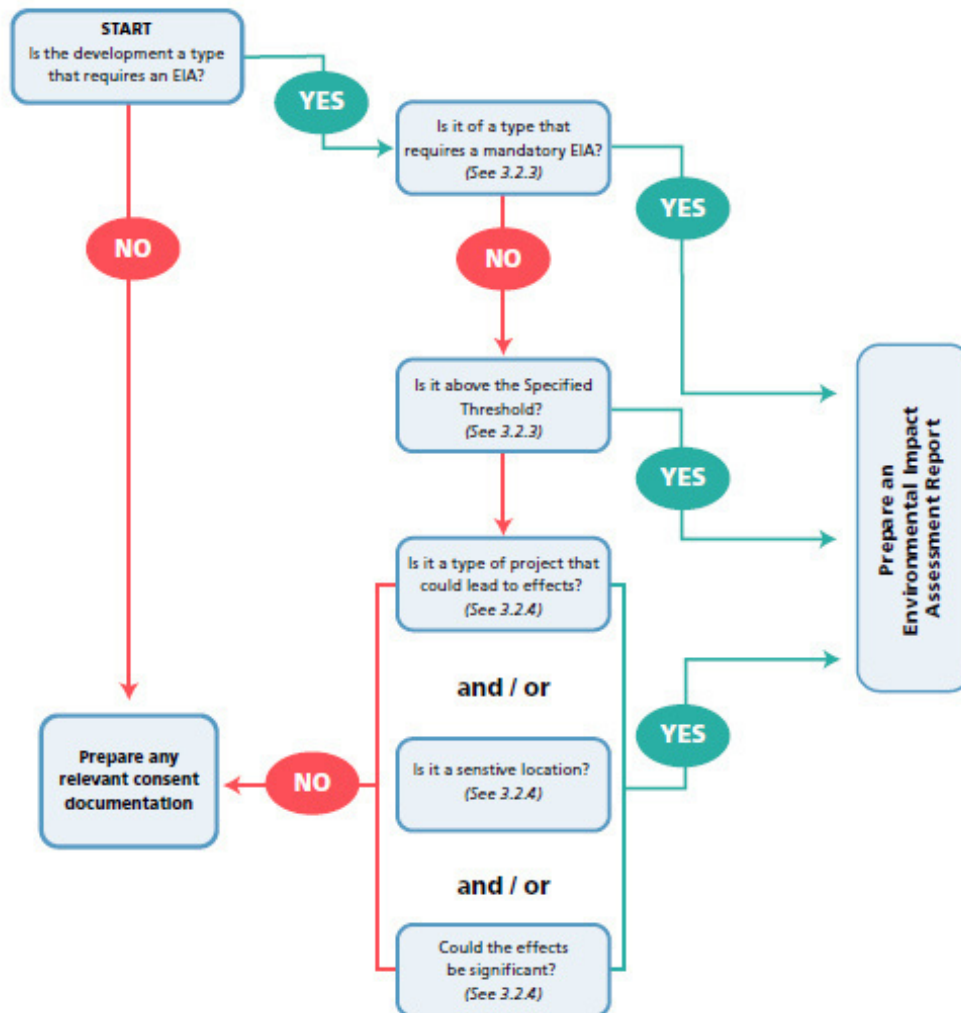 START
Is the development a type
that requires an EIA?
YES
Is it of a type that
requires a mandatory EIA?
(See 3.2.3)
YES
NO
NO
Is it above the Specified
Threshold?
(See 3.2.3)
YES
Prepare an
Environmental Impact
Assessment Report
Is it a type of project that
could lead to effects?
(See 3.2.4)
and / or
YES
Prepare any
relevant consent
documentation
NO
Is it a senstive location?
(See 3.2.4)
and / or
Could the effects
be significant?
(See 3.2.4)